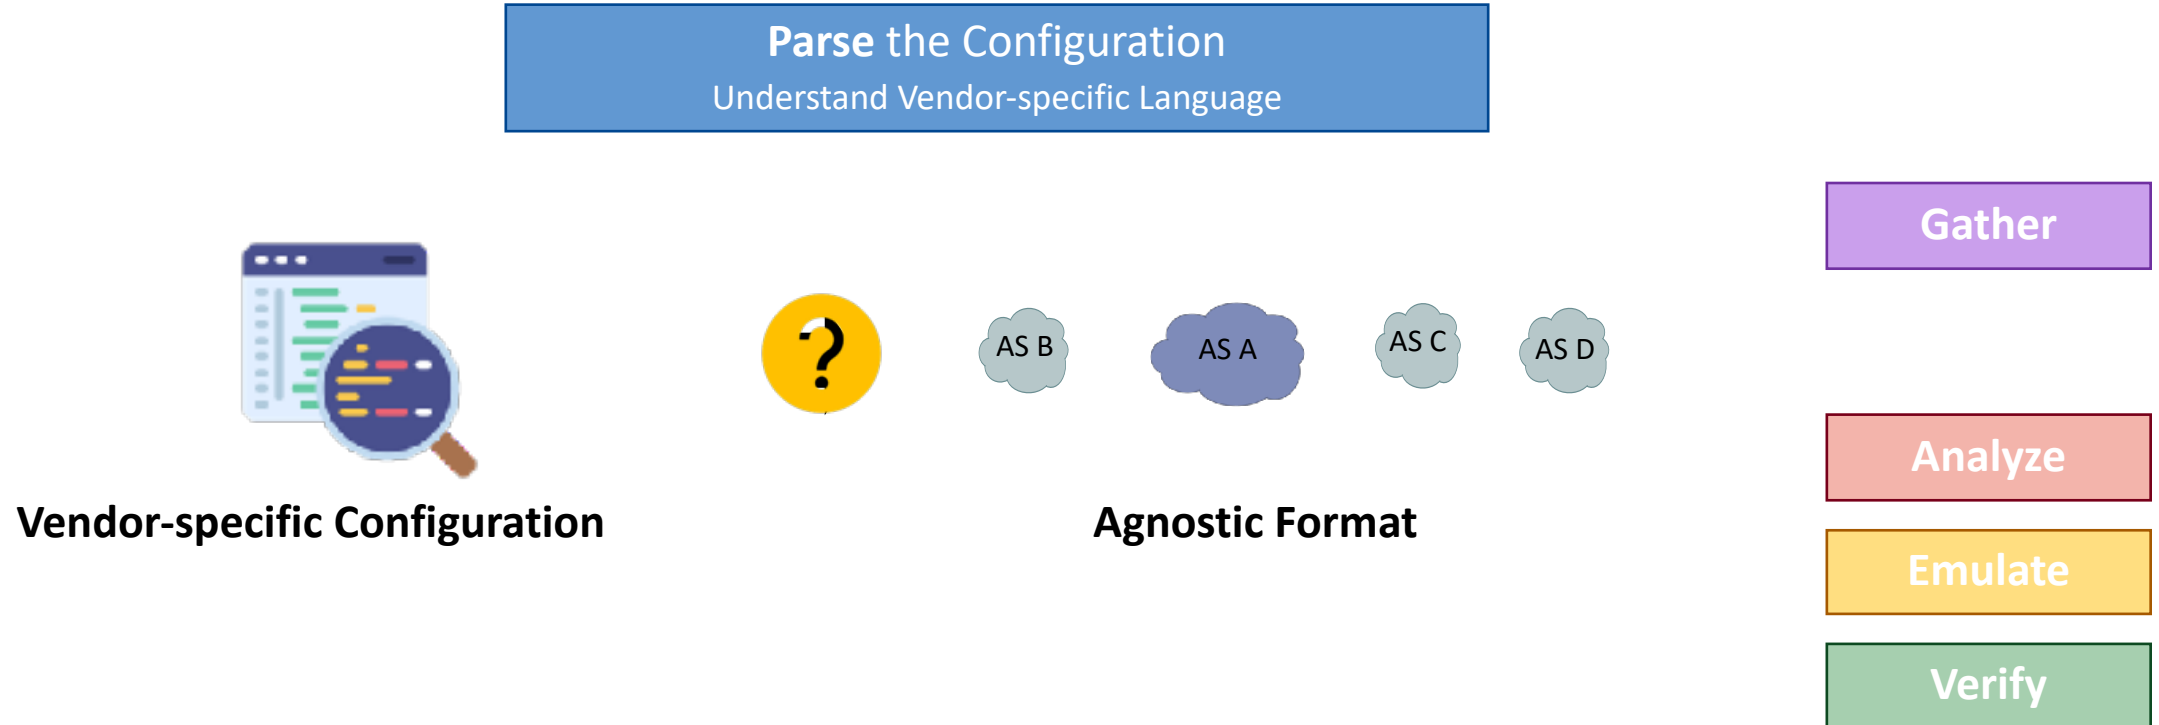 Parse the Configuration
Understand Vendor-specific Language
Gather
?
AS B
AS A
AS C
AS D
Analyze
Vendor-specific Configuration
Agnostic Format
Emulate
Verify